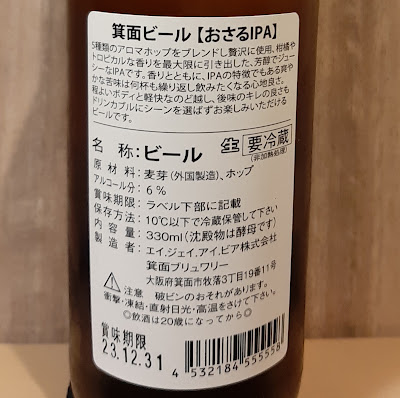 箕面ビール【おさるIPA】
5種類のアロマホップをブレンドし贅沢に使用、柑橘や
トロピカルな香りを最大限に引き出した、芳醇でジュー
シーなIPAです。香りとともに、IPAの特徴でもある爽や
かな苦味は何杯も繰り返し飲みたくなる心地良さ。
程よいボディと軽快なのど越し、後味のキレの良さも
ドリンカブルにシーンを選ばずお楽しみいただける
ビールです。
名称:ビール 生 要冷蔵
(非加熱処理)
原材料:麦芽(外国製造)、ホップ
アルコール分:6%
賞味期限:ラベル下部に記載
保存方法:10℃以下で冷蔵保管して下さい
内容量:330ml(沈殿物は酵母です)
製造者:エイ.ジェイ.アイ.ビア株式会社
箕面ブリュワリー
大阪府箕面市牧落3丁目19番11号
注意 破ビンのおそれがあります。
衝撃・凍結・直射日光・高温をさけて下さい。
◎飲酒は20歳になってから◎
賞味期限
23.12.31
4 532184 555558